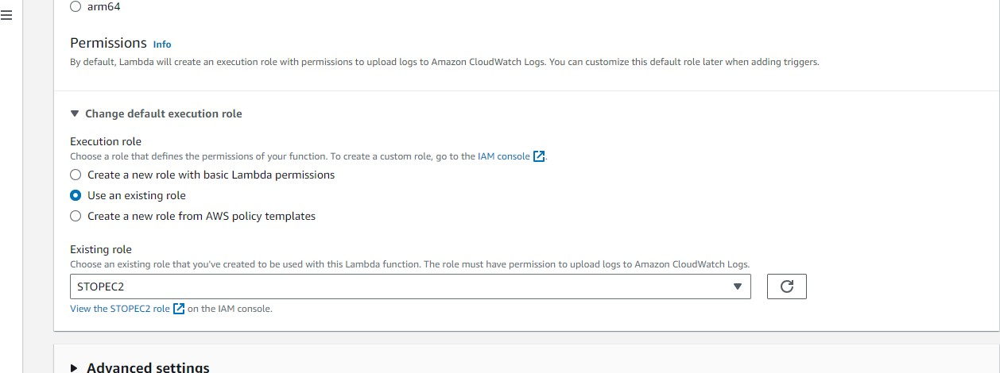 arm64
Permissions Info
By default, Lambda will create an execution role with permissions to upload logs to Amazon CloudWatch Logs. You can customize this default role later when adding triggers.
Change default execution role
Execution role
Choose a role that defines the permissions of your function. To create a custom role, go to the IAM console.
Create a new role with basic Lambda permissions
Use an existing role
Create a new role from AWS policy templates
Existing role
Choose an existing role that you've created to be used with this Lambda function. The role must have permission to upload logs to Amazon CloudWatch Logs.
STOPEC2
View the STOPEC2 role on the IAM console.
Advanced settings